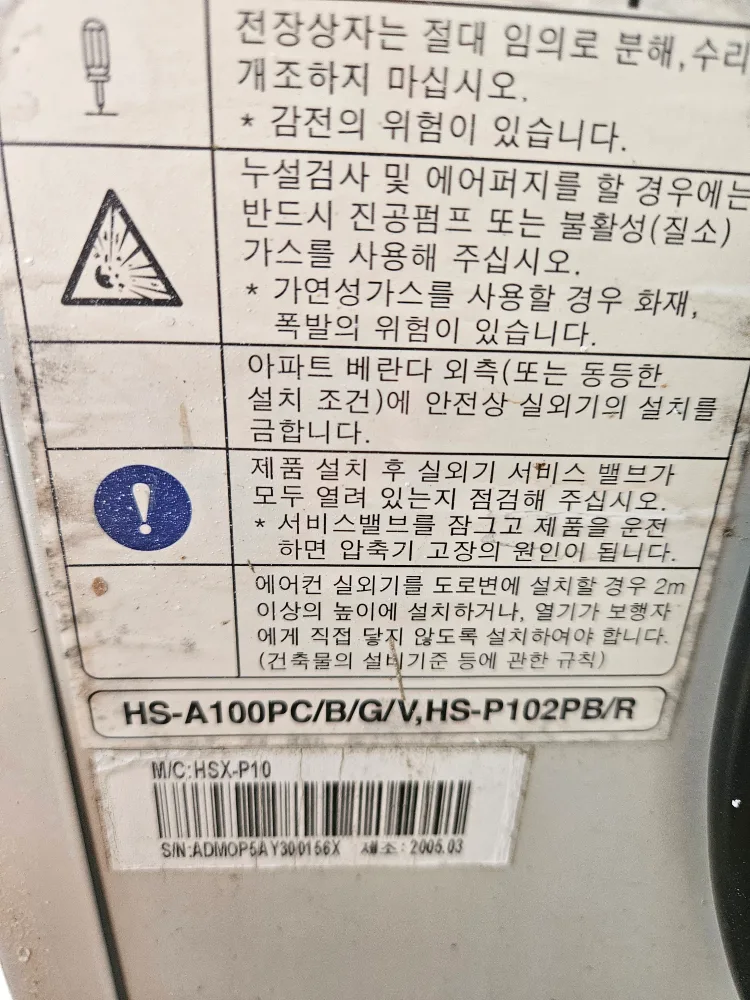 전장상자는 절대 임의로 분해,수리
개조하지 마십시오.
* 감전의 위험이 있습니다.
누설검사 및 에어퍼지를 할 경우에는
반드시 진공펌프 또는 불활성(질소)
가스를 사용해 주십시오.
* 가연성가스를 사용할 경우 화재,
폭발의 위험이 있습니다.
아파트 베란다 외측(또는 동등한
설치 조건)에 안전상 실외기의 설치를
금합니다.
제품 설치 후 실외기 서비스 밸브가
모두 열려 있는지 점검해 주십시오.
* 서비스밸브를 잠그고 제품을 운전
하면 압축기 고장의 원인이 됩니다.
에어컨 실외기를 도로변에 설치할 경우 2m
이상의 높이에 설치하거나, 열기가 보행자
에게 직접 닿지 않도록 설치하여야 합니다.
(건축물의 설비기준 등에 관한 규칙)
HS-A100PC/B/G/V,HS-P102PB/R
M/C:HSX-P10
S/N:ADMOP5AY300156X 제조: 2005.03